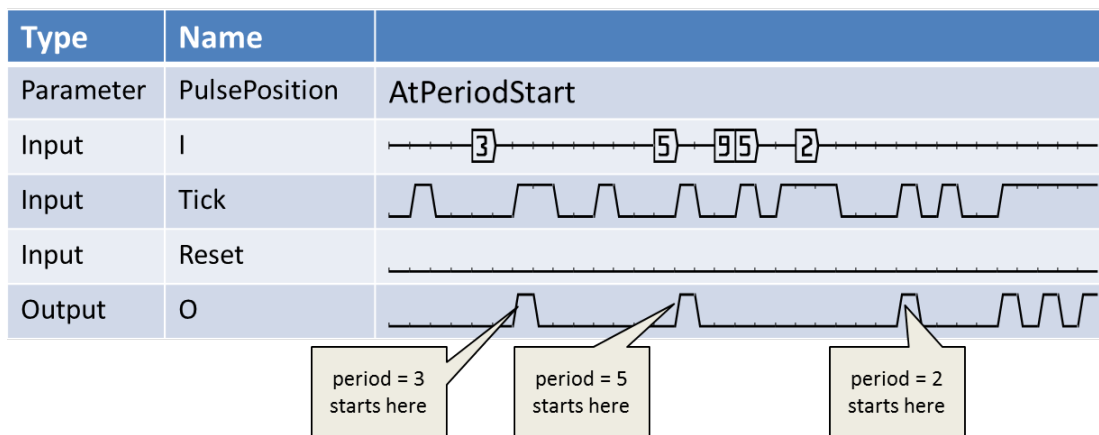 Type Name
Parameter PulsePosition AtPeriodStart
Input I 3 5 9 5 2
Input Tick
Input Reset
Output O
period = 3
starts here
period = 5
starts here
period = 2
starts here